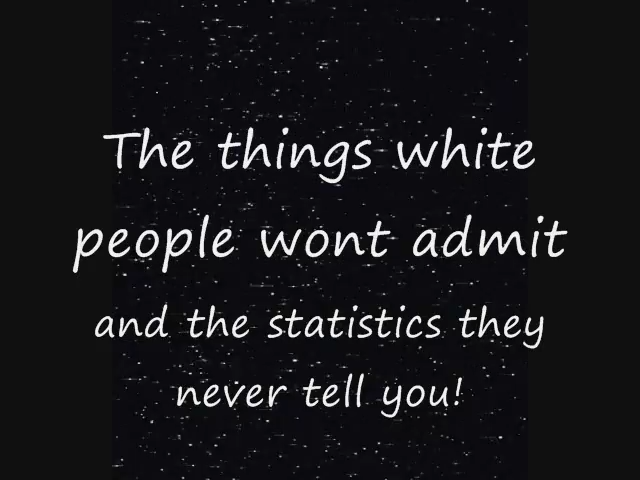 The things white
people wont admit
and the statistics they
never tell you!